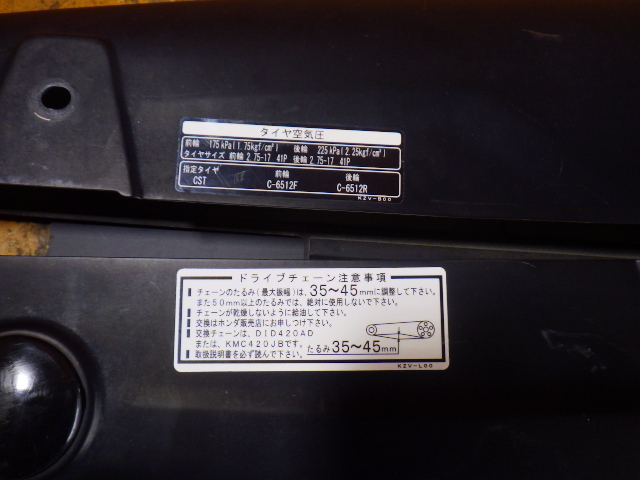 タイヤ空気圧
前輪 175kPa(1.75kgf/cm²) 後輪 225kPa(2.25kgf/cm²)
タイヤサイズ 前輪 2.75-17 41P 後輪 2.75-17 41P
指定タイヤ 前輪 後輪
CST C-6512F C-6512R
KZV-B00
ドライブチェーン注意事項
チェーンのたるみ(最大振幅)は、35〜45mmに調整して下さい。
また50mm以上のたるみでは、絶対に使用しないで下さい。
チェーンが乾燥しないように給油して下さい。
交換はホンダ販売店にお申しつけ下さい。
交換チェーンは、DID420AD
または、KMC420JBです。
取扱説明書を必ず読んで下さい。
たるみ35〜45mm
KZV-L00